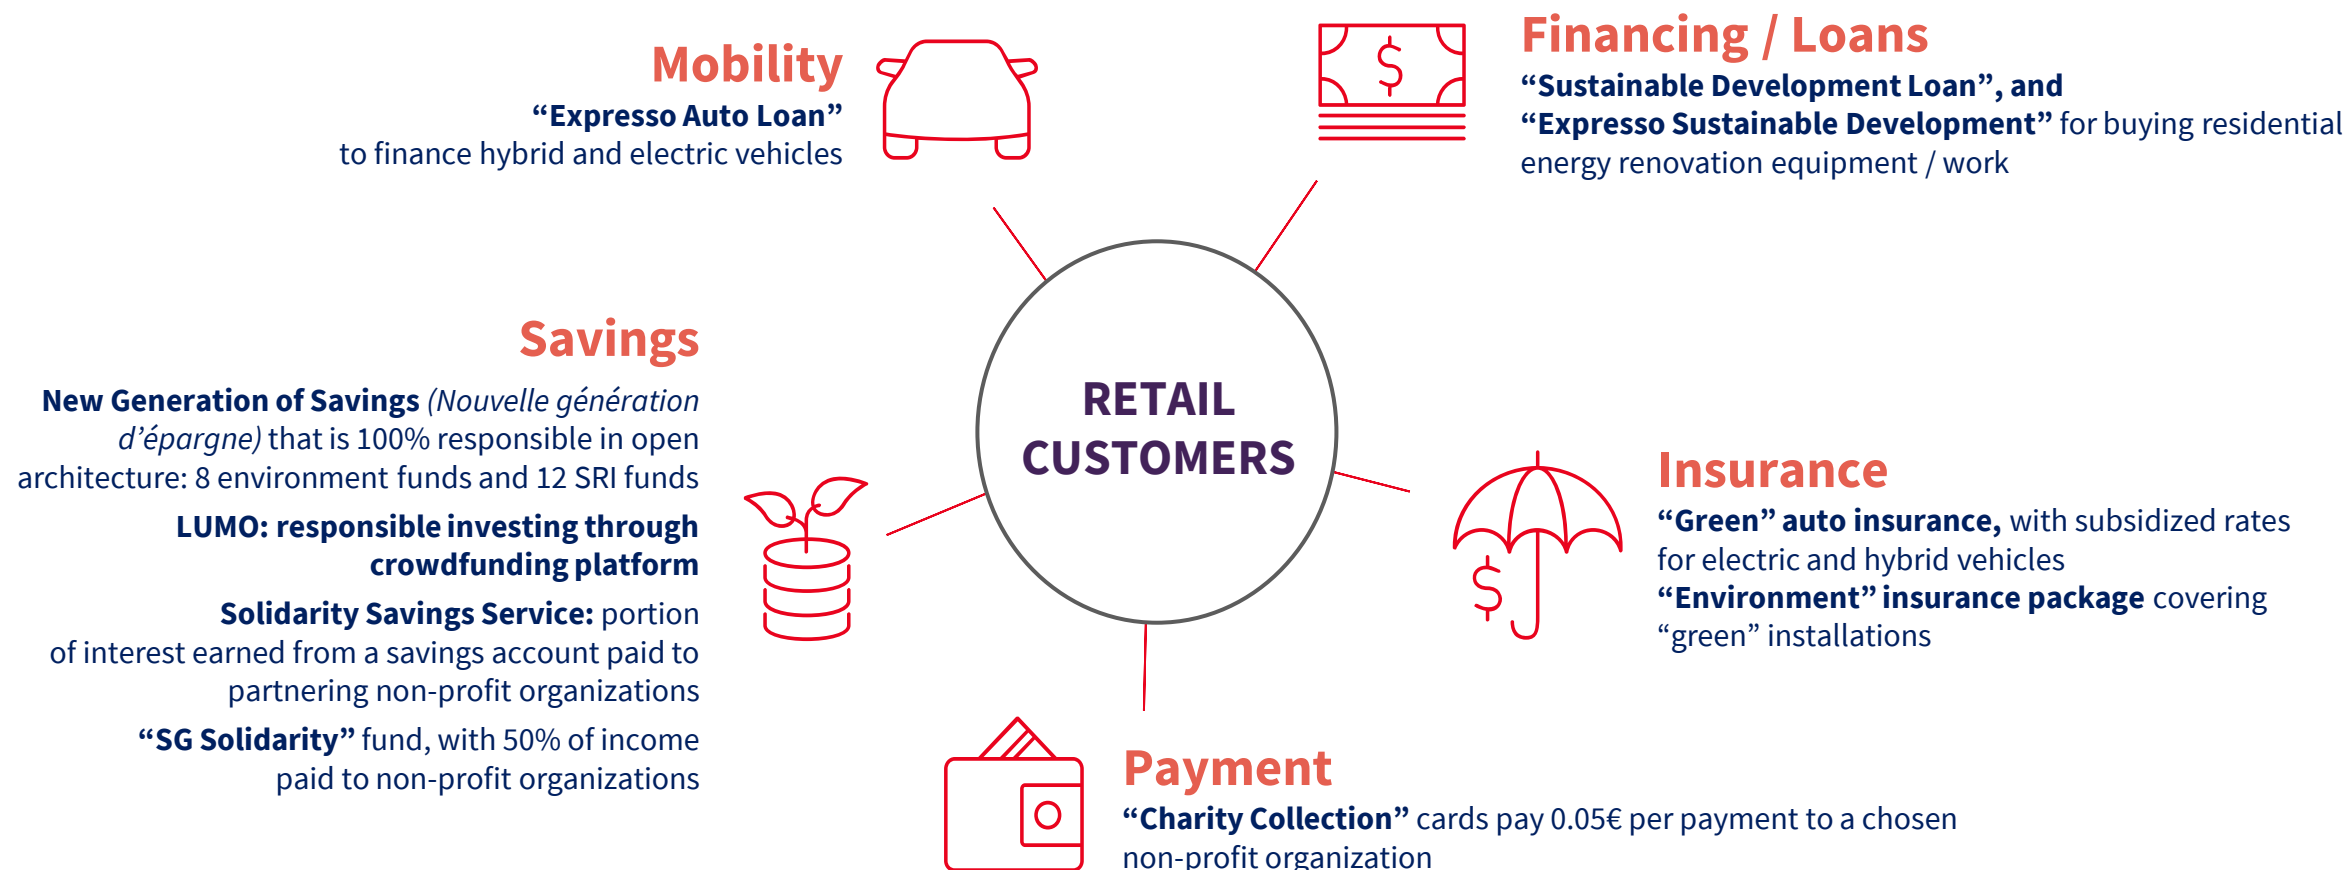 Mobility
“Expresso Auto Loan”
to finance hybrid and electric vehicles
$
Financing / Loans
“Sustainable Development Loan”, and
“Expresso Sustainable Development” for buying residential
energy renovation equipment / work
RETAIL
CUSTOMERS
Savings
New Generation of Savings (Nouvelle génération
d’épargne) that is 100% responsible in open
architecture: 8 environment funds and 12 SRI funds
LUMO: responsible investing through
crowdfunding platform
Solidarity Savings Service: portion
of interest earned from a savings account paid to
partnering non-profit organizations
“SG Solidarity” fund, with 50% of income
paid to non-profit organizations
$
Insurance
“Green” auto insurance, with subsidized rates
for electric and hybrid vehicles
“Environment” insurance package covering
“green” installations
Payment
“Charity Collection” cards pay 0.05€ per payment to a chosen
non-profit organization